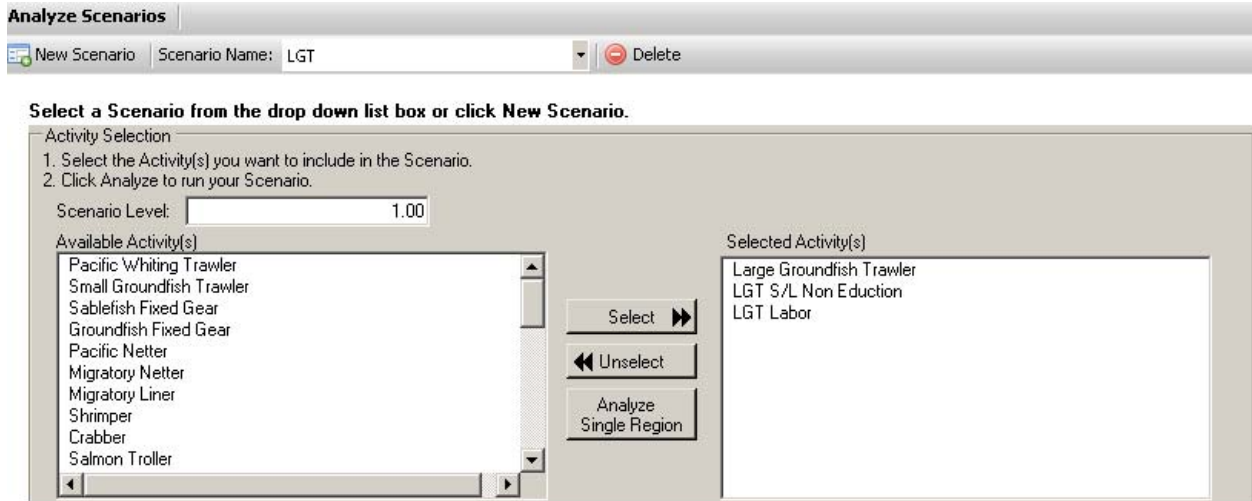 Analyze Scenarios
New Scenario Scenario Name: LGT Delete
Select a Scenario from the drop down list box or click New Scenario.
Activity Selection
1. Select the Activity(s) you want to include in the Scenario.
2. Click Analyze to run your Scenario.
Scenario Level: 1.00
Available Activity(s)
Pacific Whiting Trawler
Small Groundfish Trawler
Sablefish Fixed Gear
Groundfish Fixed Gear
Pacific Netter
Migratory Netter
Migratory Liner
Shrimper
Crabber
Salmon Troller
Select
Unselect
Analyze
Single Region
Selected Activity(s)
Large Groundfish Trawler
LGT S/L Non Eduction
LGT Labor